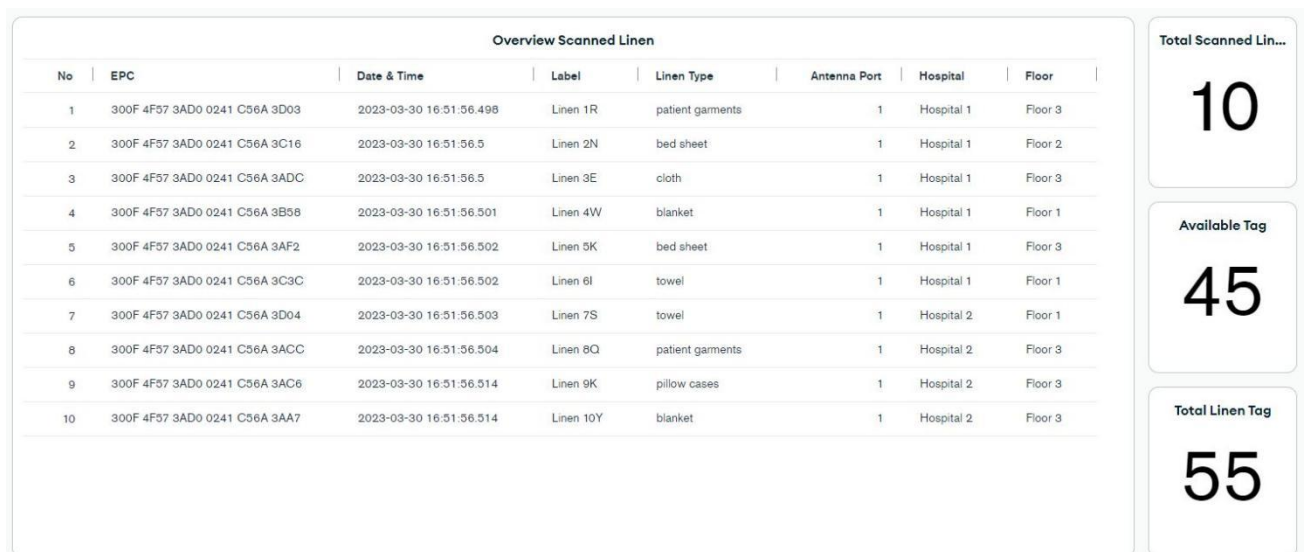 Overview Scanned Linen
No EPC Date & Time Label Linen Type Antenna Port Hospital Floor
1 300F 4F57 3AD0 0241 C56A 3D03 2023-03-30 16:51:56.498 Linen 1R patient garments 1 Hospital 1 Floor 3
2 300F 4F57 3AD0 0241 C56A 3C16 2023-03-30 16:51:56.5 Linen 2N bed sheet 1 Hospital 1 Floor 2
3 300F 4F57 3AD0 0241 C56A 3ADC 2023-03-30 16:51:56.5 Linen 3E cloth 1 Hospital 1 Floor 3
4 300F 4F57 3AD0 0241 C56A 3B58 2023-03-30 16:51:56.501 Linen 4W blanket 1 Hospital 1 Floor 1
5 300F 4F57 3AD0 0241 C56A 3AF2 2023-03-30 16:51:56.502 Linen 5K bed sheet 1 Hospital 1 Floor 3
6 300F 4F57 3AD0 0241 C56A 3C3C 2023-03-30 16:51:56.502 Linen 6I towel 1 Hospital 1 Floor 1
7 300F 4F57 3AD0 0241 C56A 3D04 2023-03-30 16:51:56.503 Linen 7S towel 1 Hospital 2 Floor 1
8 300F 4F57 3AD0 0241 C56A 3ACC 2023-03-30 16:51:56.504 Linen 8Q patient garments 1 Hospital 2 Floor 3
9 300F 4F57 3AD0 0241 C56A 3AC6 2023-03-30 16:51:56.514 Linen 9K pillow cases 1 Hospital 2 Floor 3
10 300F 4F57 3AD0 0241 C56A 3AA7 2023-03-30 16:51:56.514 Linen 10Y blanket 1 Hospital 2 Floor 3
Total Scanned Lin...
10
Available Tag
45
Total Linen Tag
55